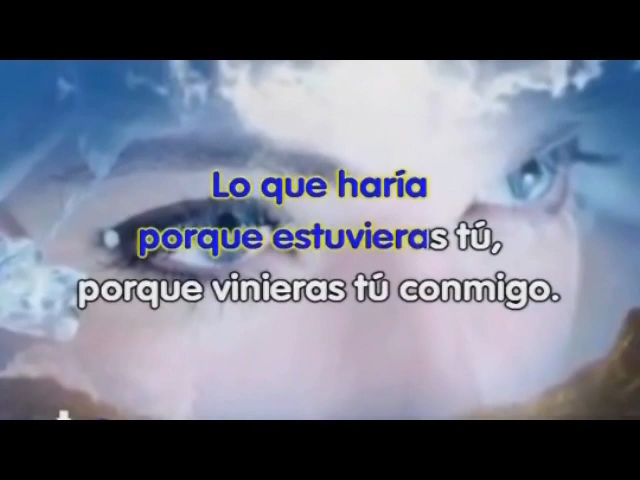 Lo que haría
porque estuvieras tú,
porque vinieras tú conmigo.